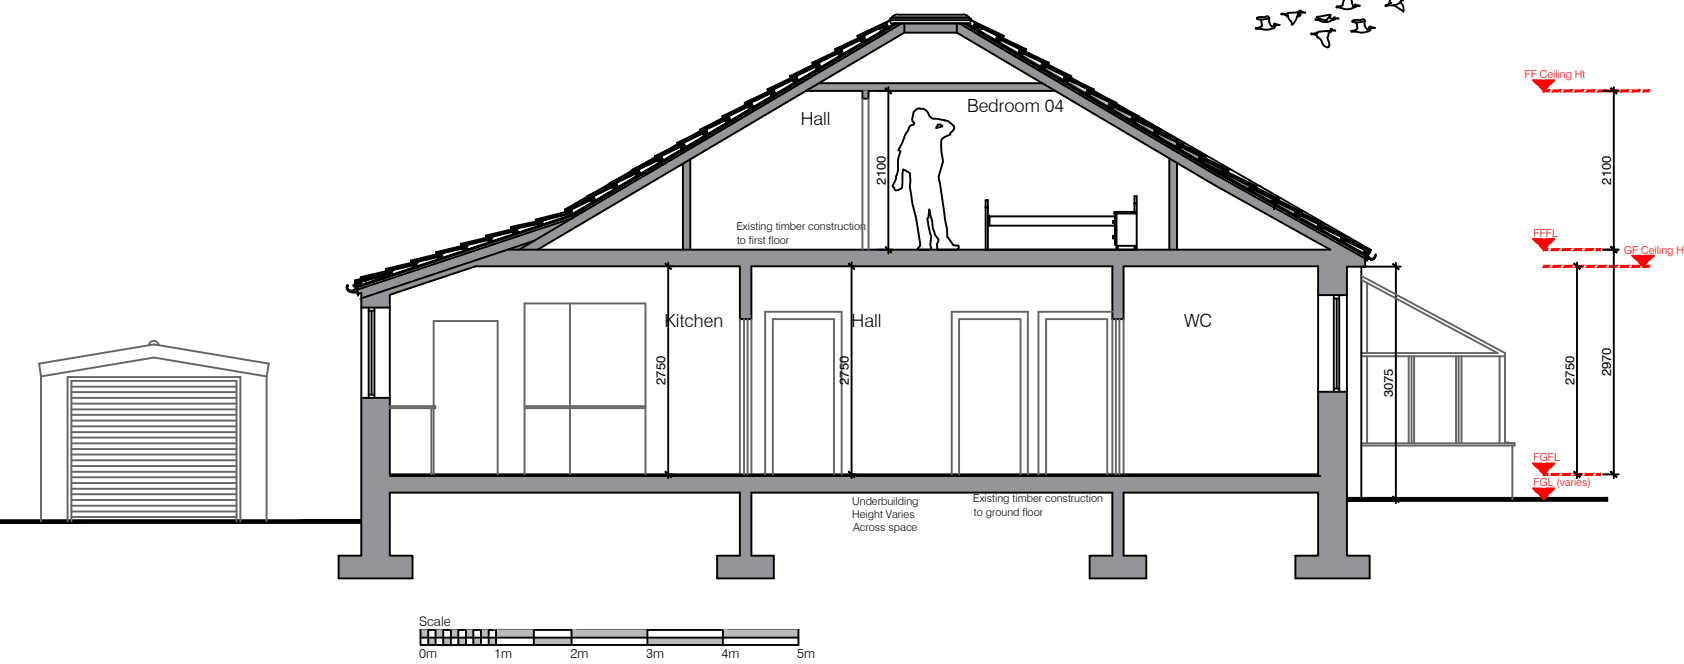 FF Ceiling Ht
Hall
Bedroom 04
2100
2100
Existing timber construction
to first floor
FFFL
GF Ceiling H
Kitchen
Hall
WC
2750
2750
3075
2750
2970
FGFL
FGL (varies)
Underbuilding
Height Varies
Across space
Existing timber construction
to ground floor
Scale
0m 1m 2m 3m 4m 5m